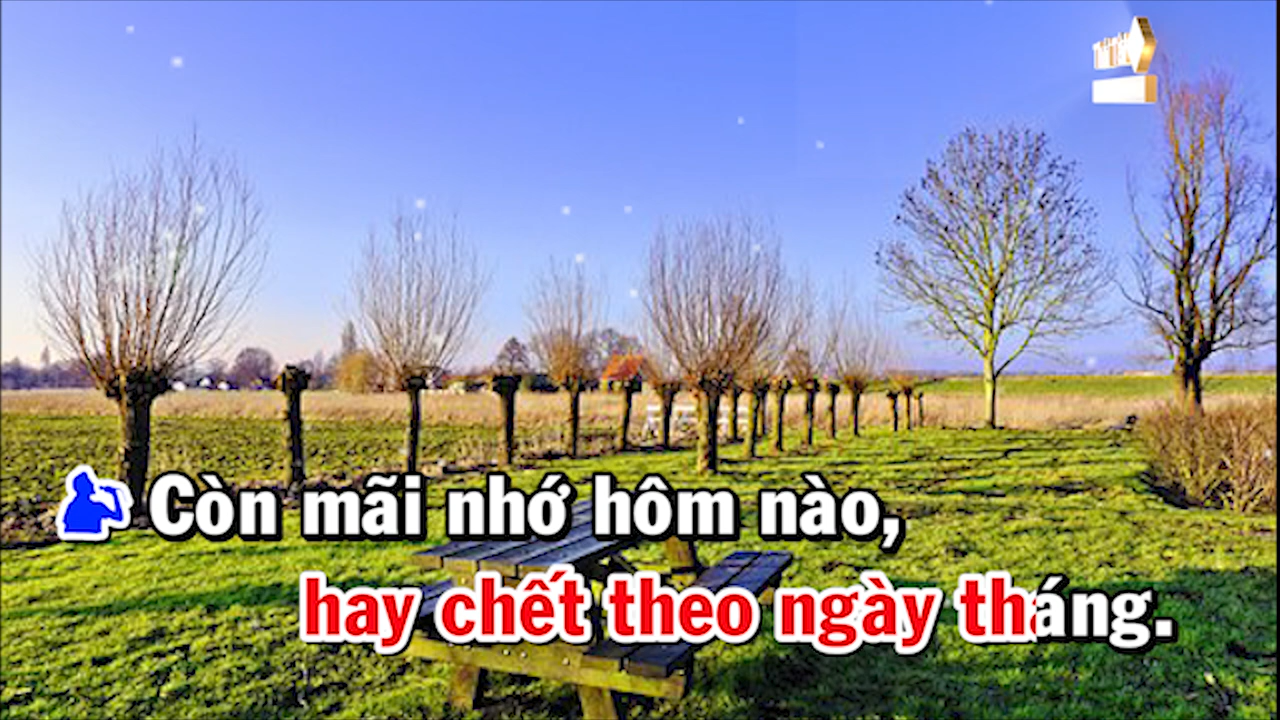 Còn mãi nhớ hôm nào,
hay chết theo ngày tháng.